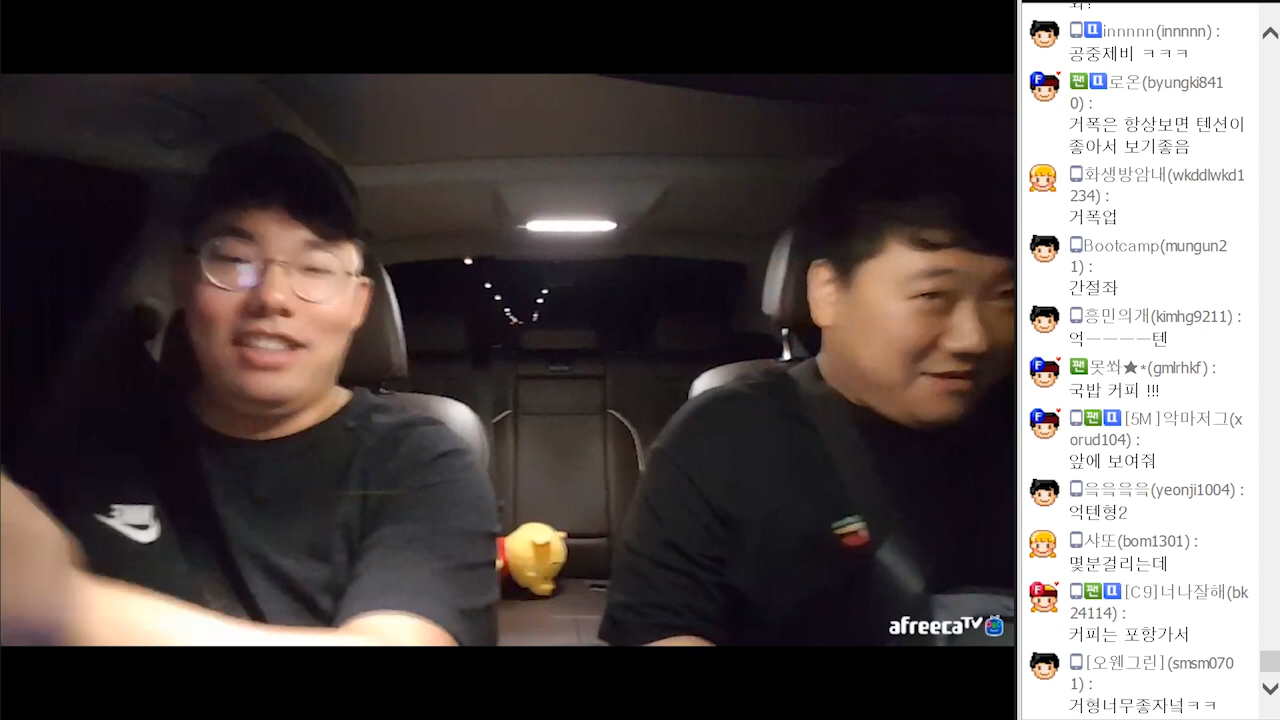 innnnn(innnnn) :
공중제비 ㅋㅋㅋ
팬 로온(byungki841
0) :
거폭은 항상보면 텐션이
좋아서 보기좋음
화생방암내(wkddlwkd1
234) :
거폭업
Bootcamp(mungun2
1) :
간절좌
흥민의개(kimhg9211) :
억ㅡㅡㅡㅡ텐
팬 못쏴★*(gmlrhkf) :
국밥 커피 !!!
팬 [5M]악마저그(x
orud104) :
앞에 보여줘
윽윽윽윽(yeonji1004) :
억텐형2
샤또(bom1301) :
몇분걸리는데
팬 [C9]너나잘해(bk
24114) :
커피는 포항가서
[오웬그린](smsm070
1) :
거형너무좋자넠ㅋㅋ
afreecaTV